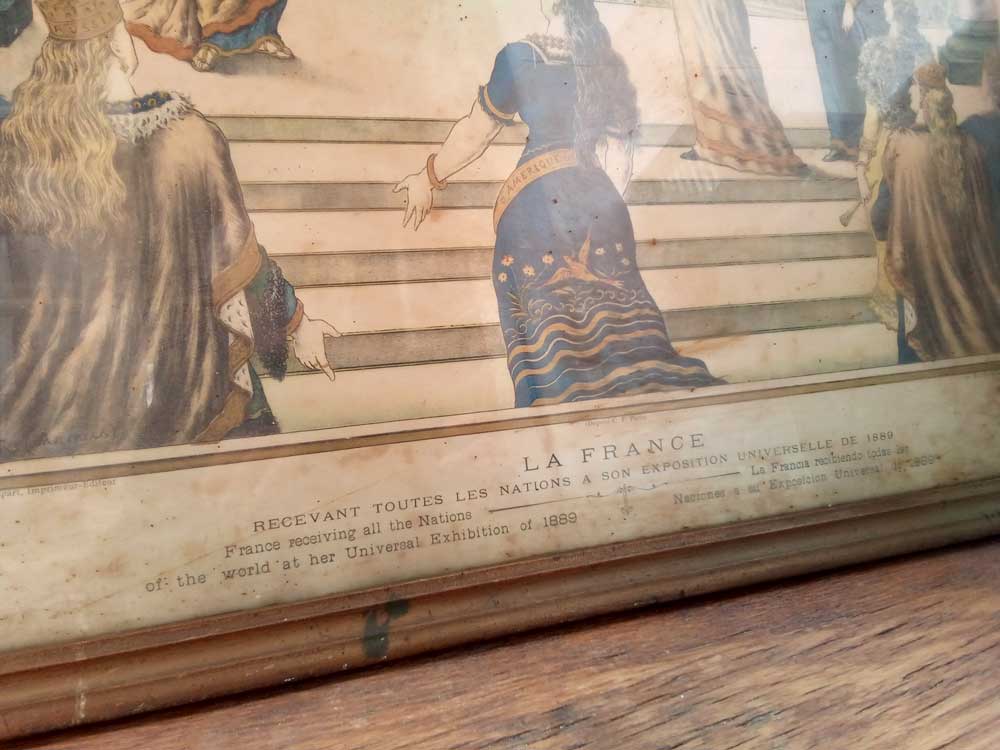 AMERIQUE
Imprimeur-Editeur
LA FRANCE
RECEVANT TOUTES LES NATIONS A SON EXPOSITION UNIVERSELLE DE 1889
France receiving all the Nations
of the world at her Universal Exhibition of 1889
La Francia recibiendo todas las
Naciones a su Exposicion Universal